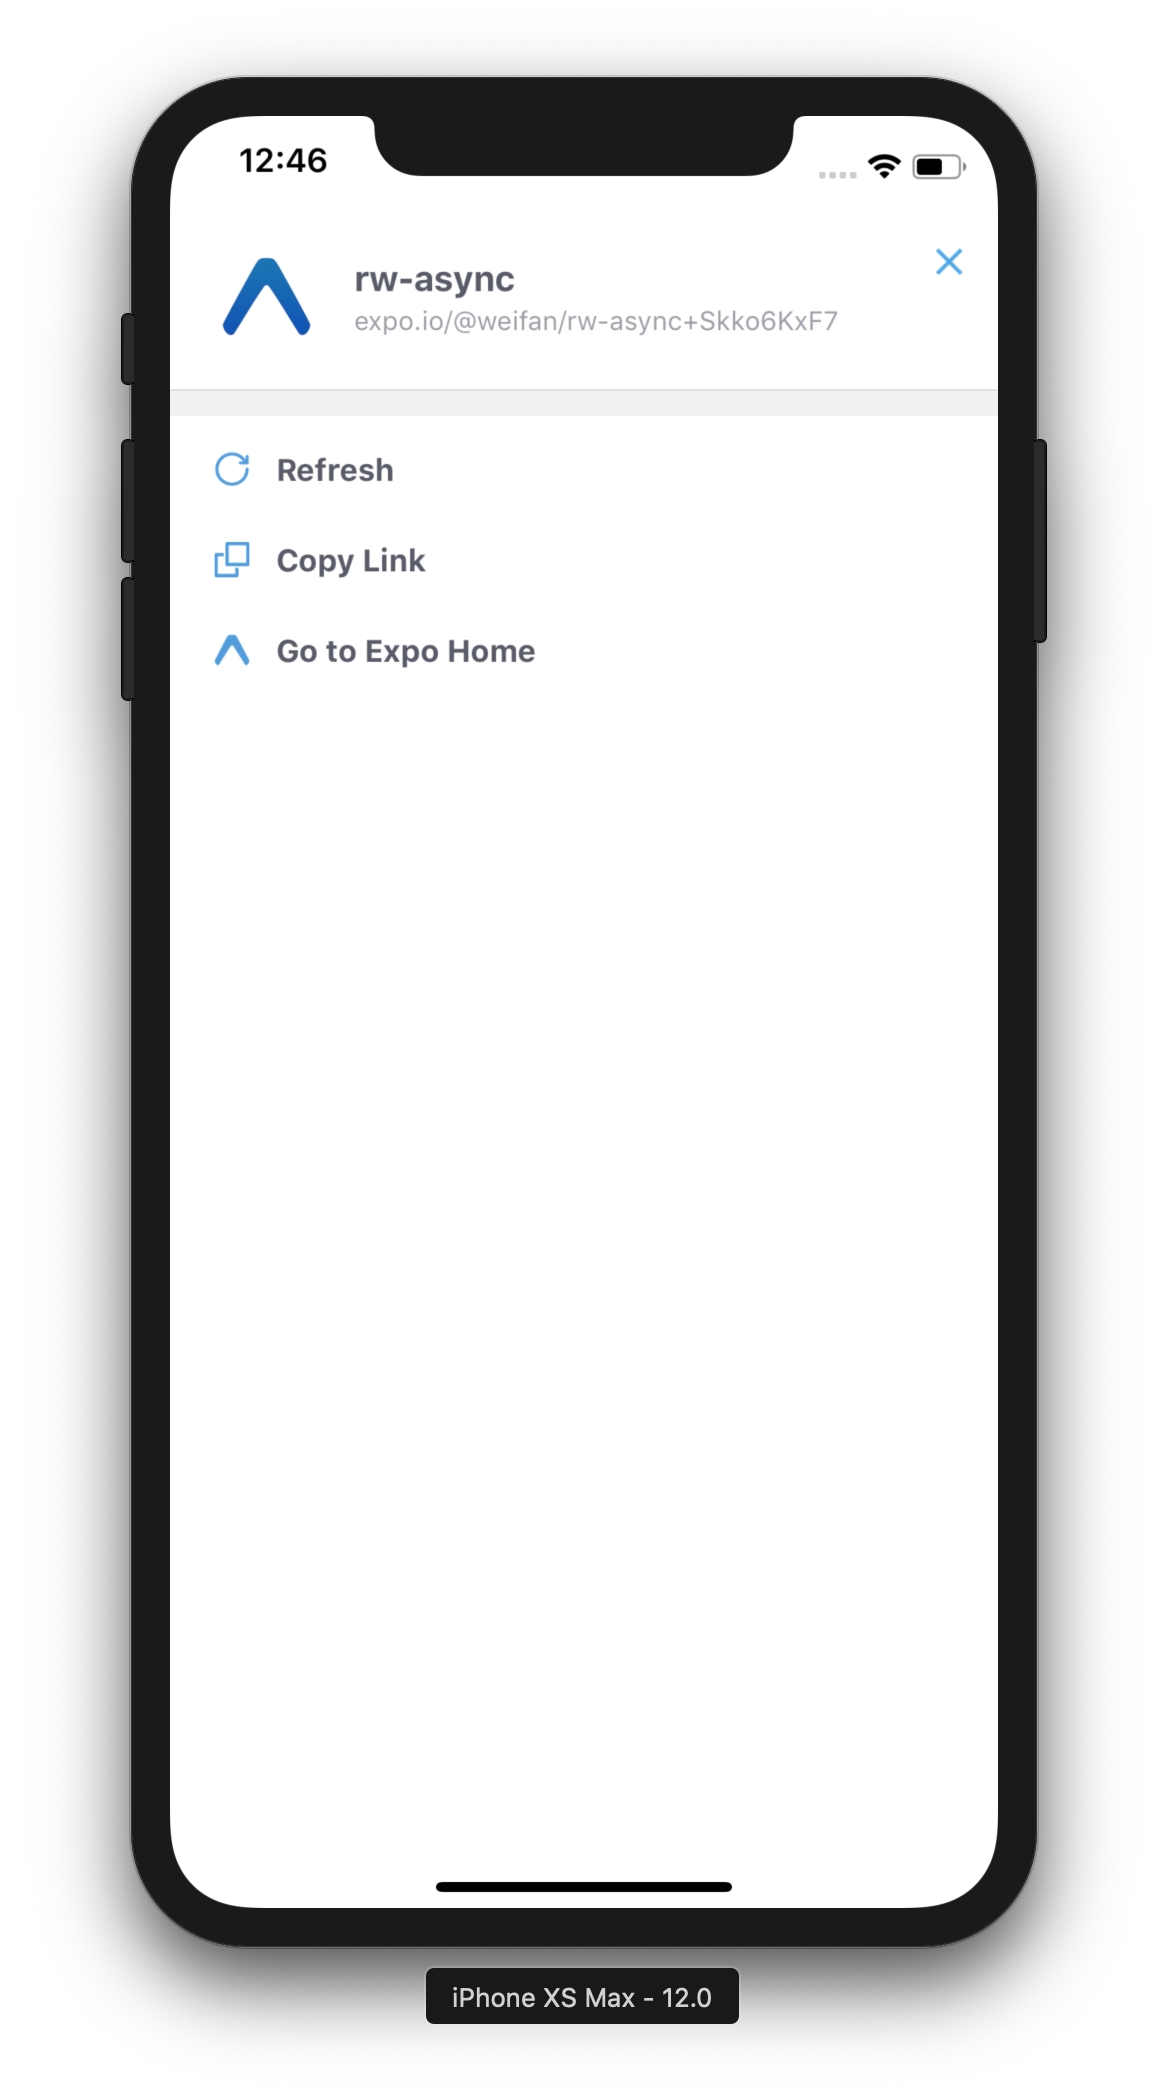 12:46
rw-async
expo.io/@weifan/rw-async+Skko6KxF7
Refresh
Copy Link
Go to Expo Home
iPhone XS Max - 12.0